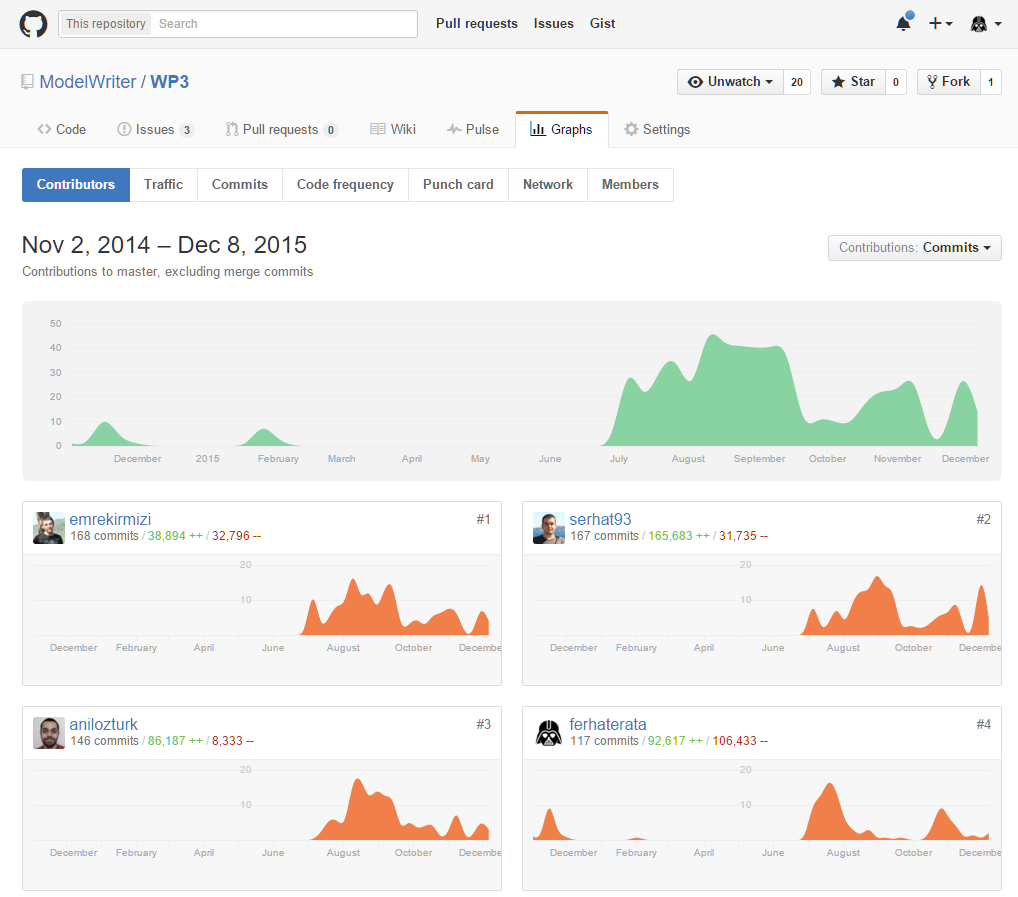 This repository Search Pull requests Issues Gist
ModelWriter / WP3 Unwatch 20 Star 0 Fork 1
Code Issues 3 Pull requests 0 Wiki Pulse Graphs Settings
Contributors Traffic Commits Code frequency Punch card Network Members
Nov 2, 2014 – Dec 8, 2015
Contributions: Commits
Contributions to master, excluding merge commits
50
40
30
20
10
0
December 2015 February March April May June July August September October November December
emrekirmizi #1
168 commits / 38,894 ++ / 32,796 --
20
10
December February April June August October Decembe
serhat93 #2
167 commits / 165,683 ++ / 31,735 --
20
10
December February April June August October Decembe
anilozturk #3
146 commits / 86,187 ++ / 8,333 --
20
10
December February April June August October Decembe
ferhaterata #4
117 commits / 92,617 ++ / 106,433 --
20
10
December February April June August October Decembe